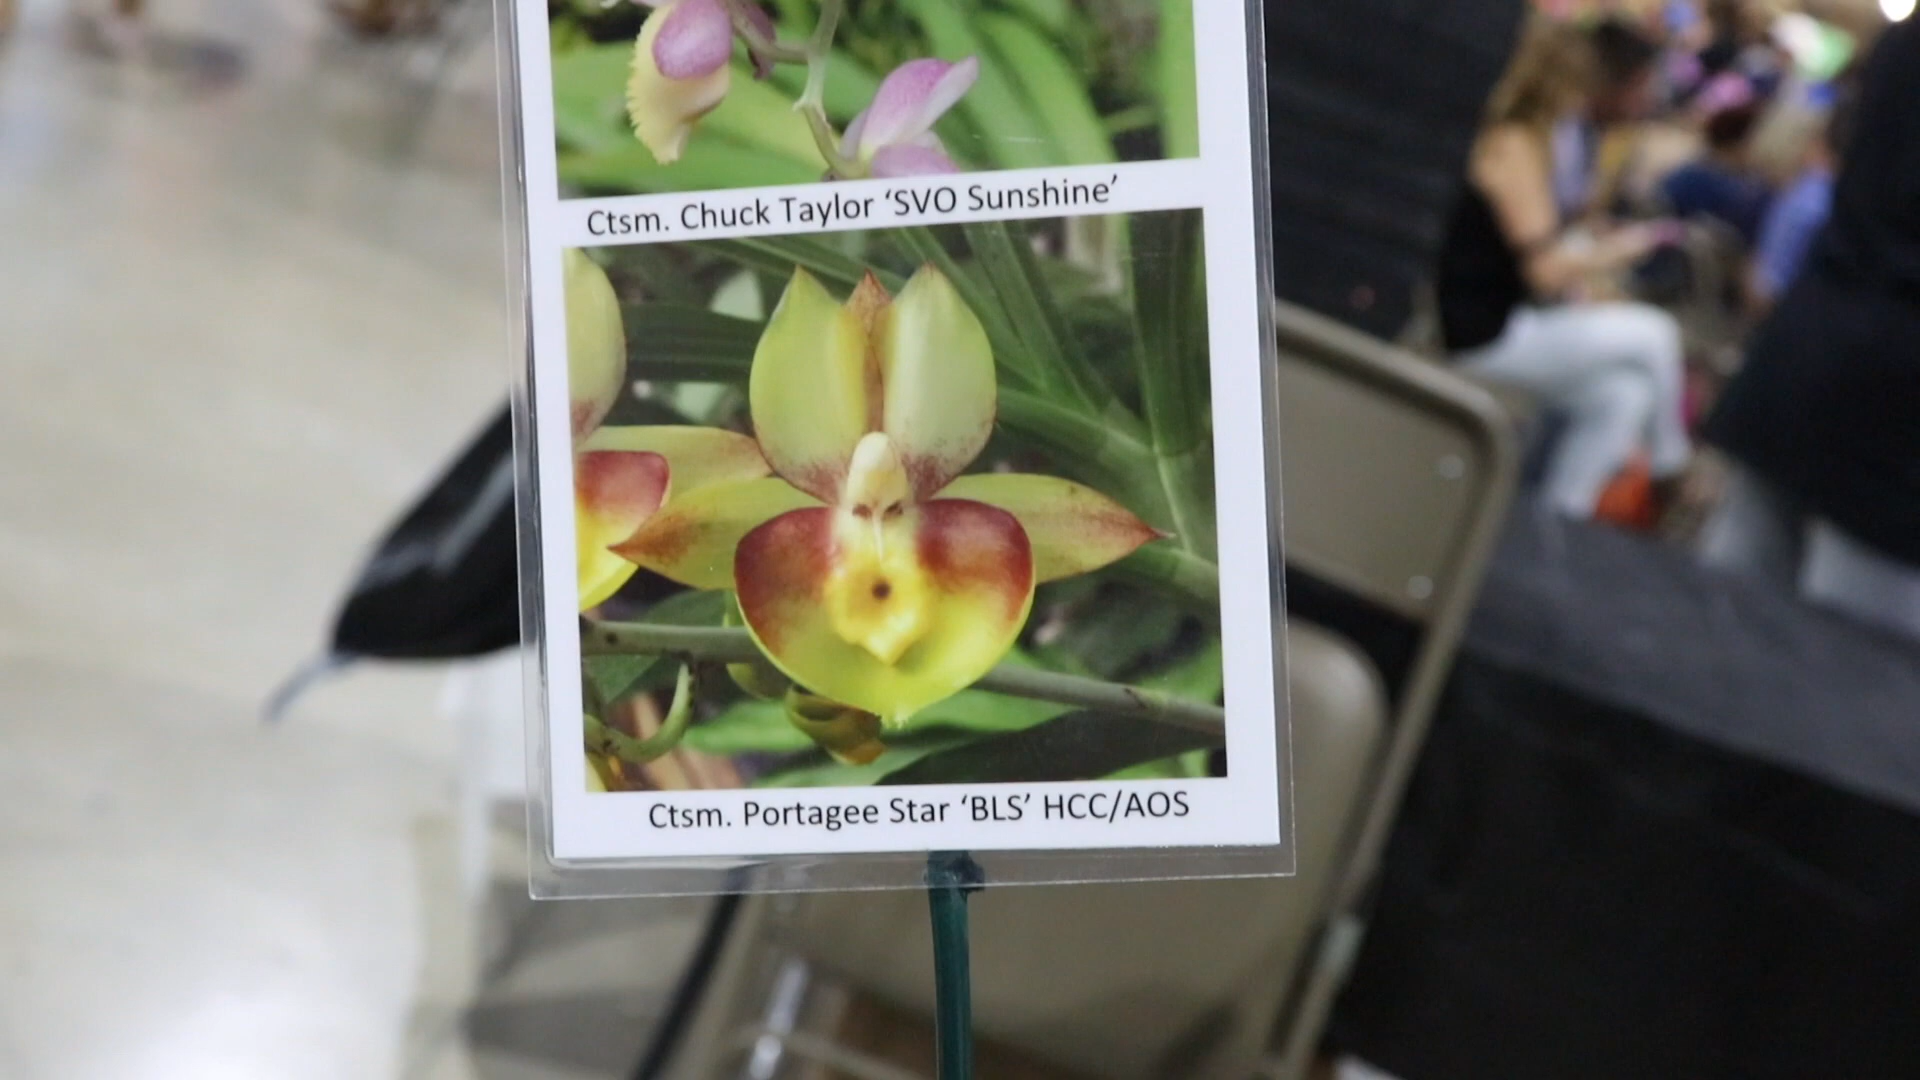 Ctsm. Chuck Taylor ‘SVO Sunshine’
Ctsm. Portagee Star ‘BLS’ HCC/AOS